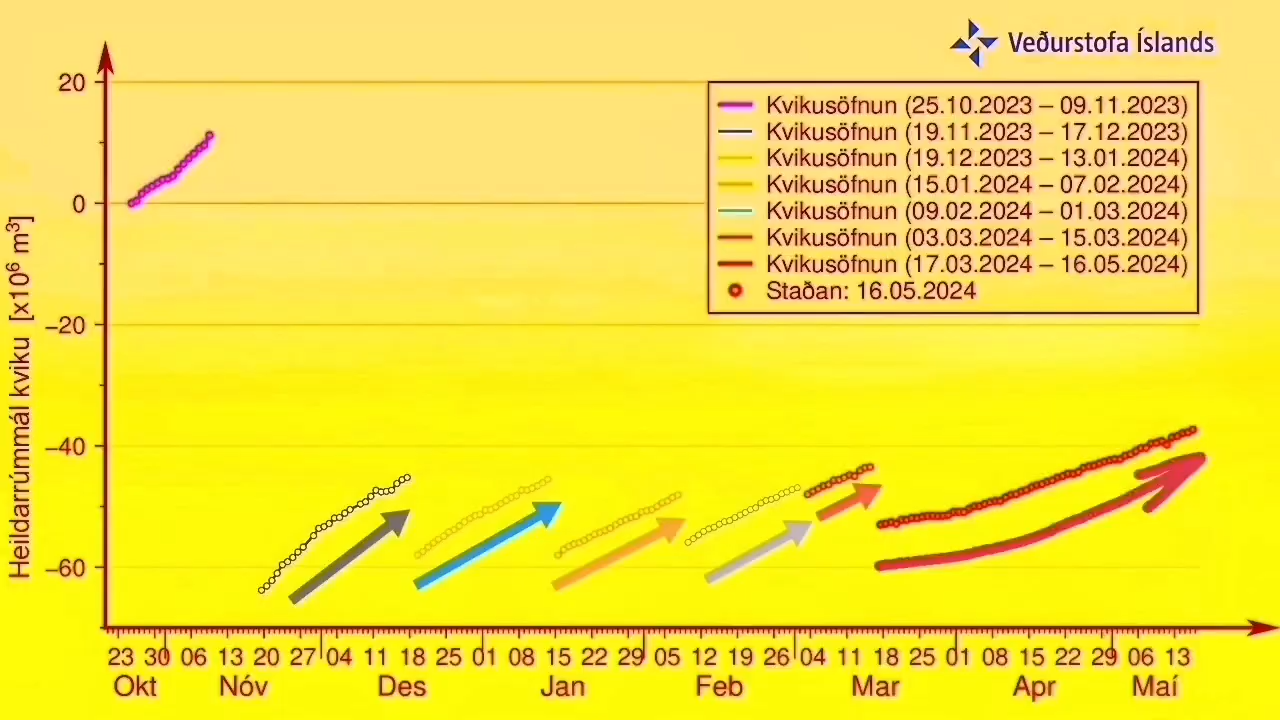 Veðurstofa Íslands
Heildarrúmmál kviku [x10⁶ m³]
20
0
−20
−40
−60
Kvikusöfnun (25.10.2023 – 09.11.2023)
Kvikusöfnun (19.11.2023 – 17.12.2023)
Kvikusöfnun (19.12.2023 – 13.01.2024)
Kvikusöfnun (15.01.2024 – 07.02.2024)
Kvikusöfnun (09.02.2024 – 01.03.2024)
Kvikusöfnun (03.03.2024 – 15.03.2024)
Kvikusöfnun (17.03.2024 – 16.05.2024)
Staðan: 16.05.2024
23 30 06 13 20 27 04 11 18 25 01 08 15 22 29 05 12 19 26 04 11 18 25 01 08 15 22 29 06 13
Okt Nóv Des Jan Feb Mar Apr Maí